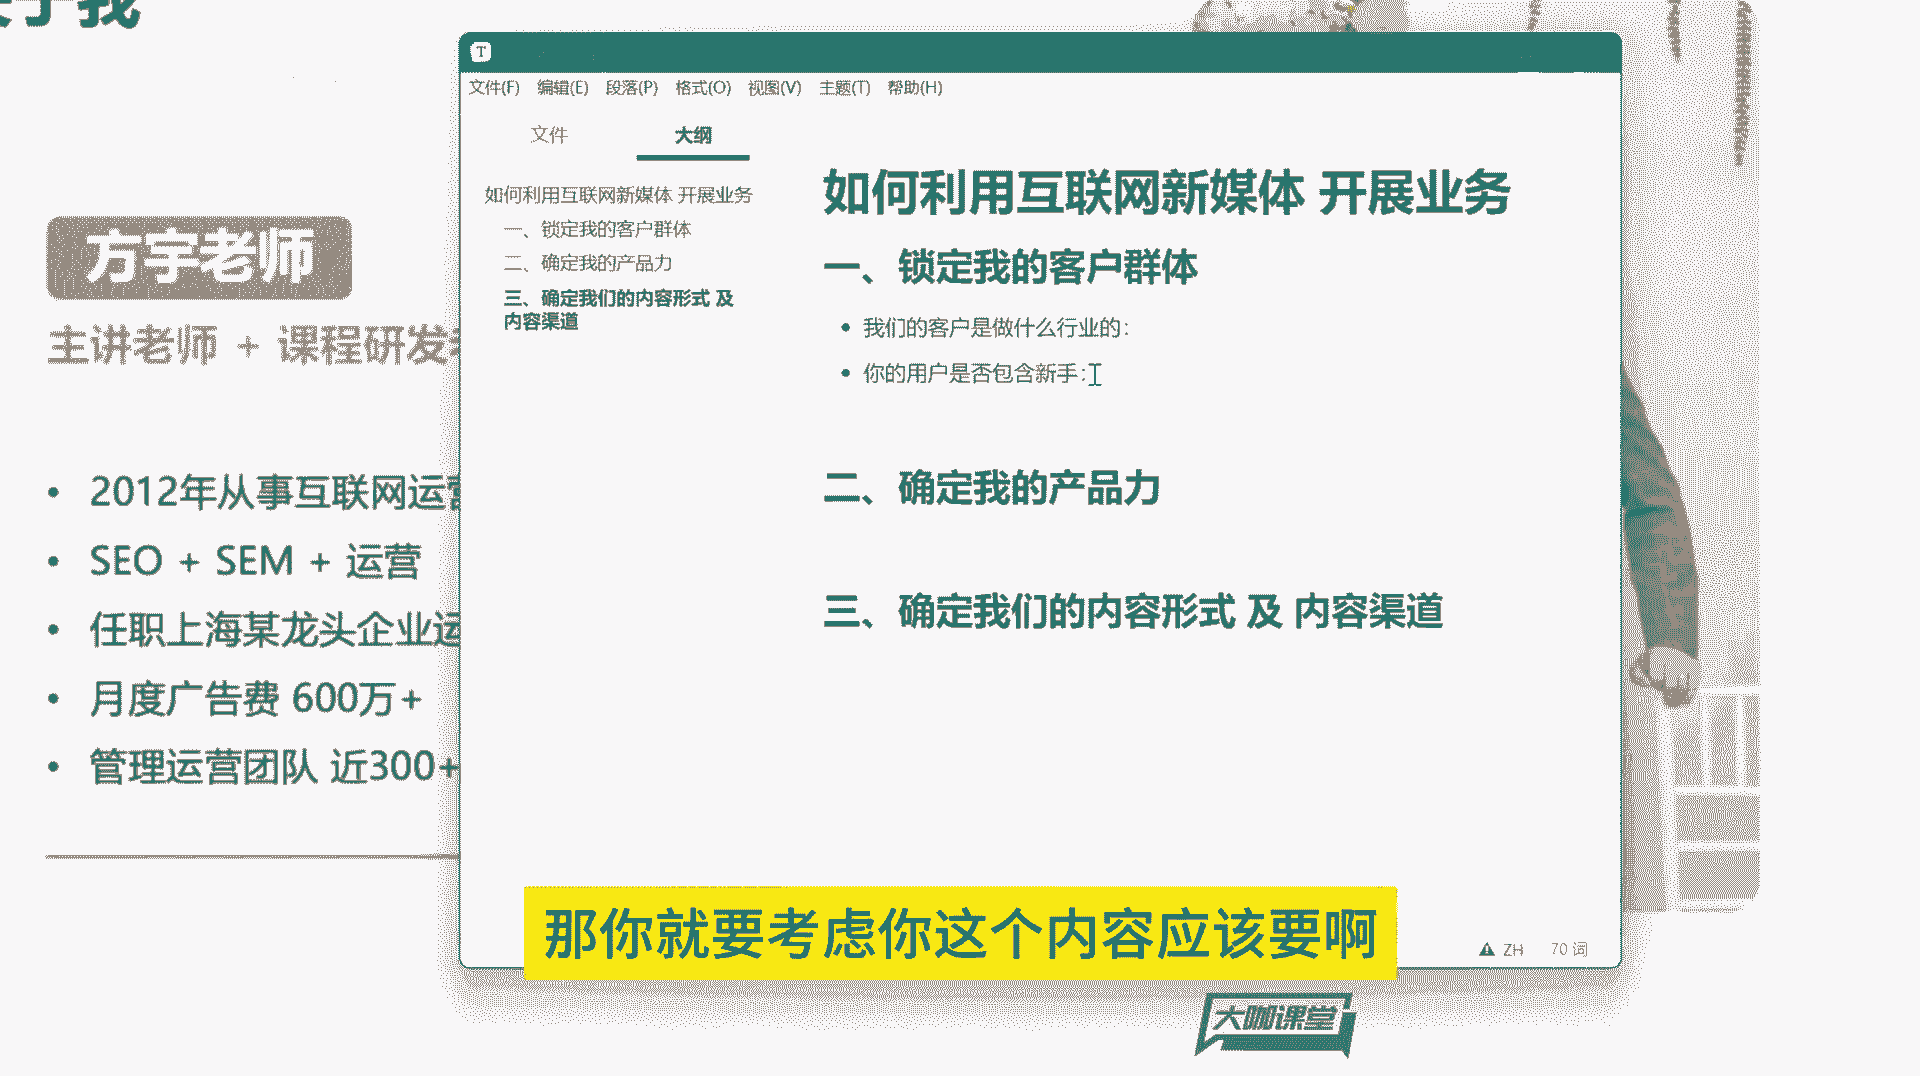 于我
方宇老师
主讲老师 + 课程研发
2012年从事互联网运营
SEO + SEM + 运营
任职上海某龙头企业运
月度广告费 600万+
管理运营团队 近300+
T
文件(F) 编辑(E) 段落(P) 格式(O) 视图(V) 主题(T) 帮助(H)
文件 大纲
如何利用互联网新媒体 开展业务
一、锁定我的客户群体
二、确定我的产品力
三、确定我们的内容形式 及
内容渠道
如何利用互联网新媒体 开展业务
一、锁定我的客户群体
我们的客户是做什么行业的:
你的用户是否包含新手:
二、确定我的产品力
三、确定我们的内容形式 及 内容渠道
那你就要考虑你这个内容应该要啊
ZH 70 词
大咖课堂